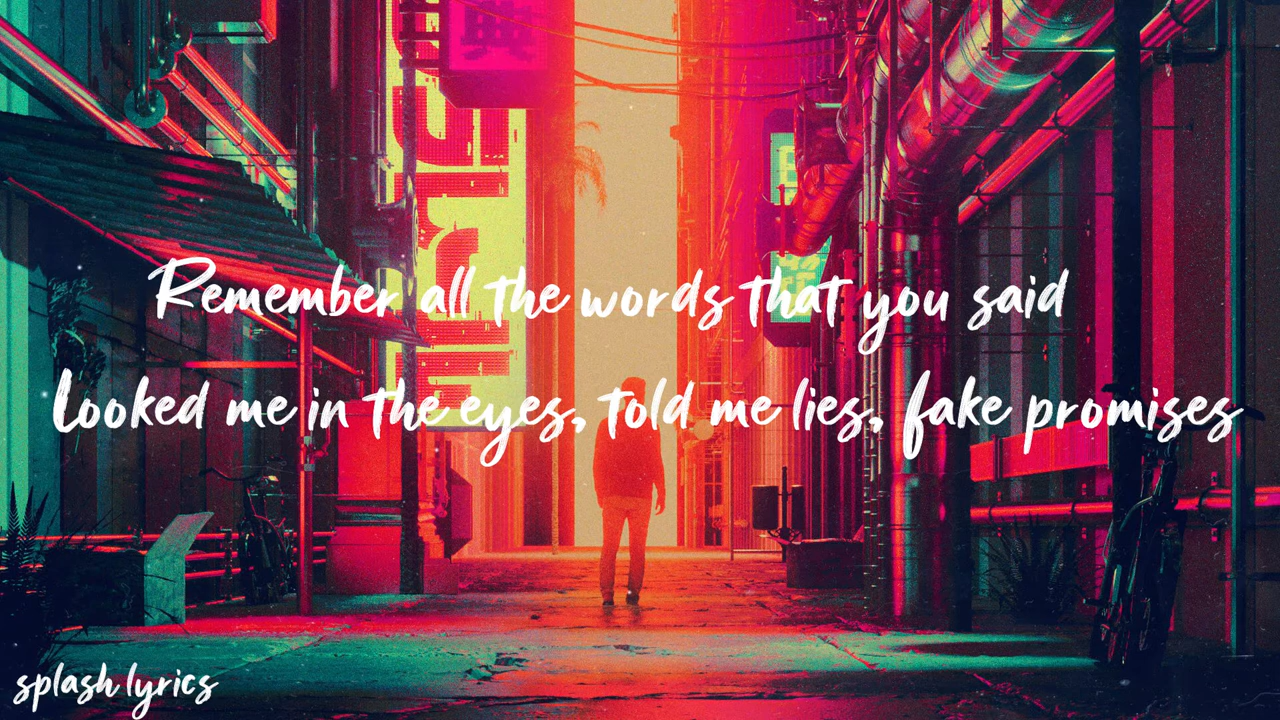 Remember all the words that you said
Looked me in the eyes, told me lies, fake promises
splash lyrics